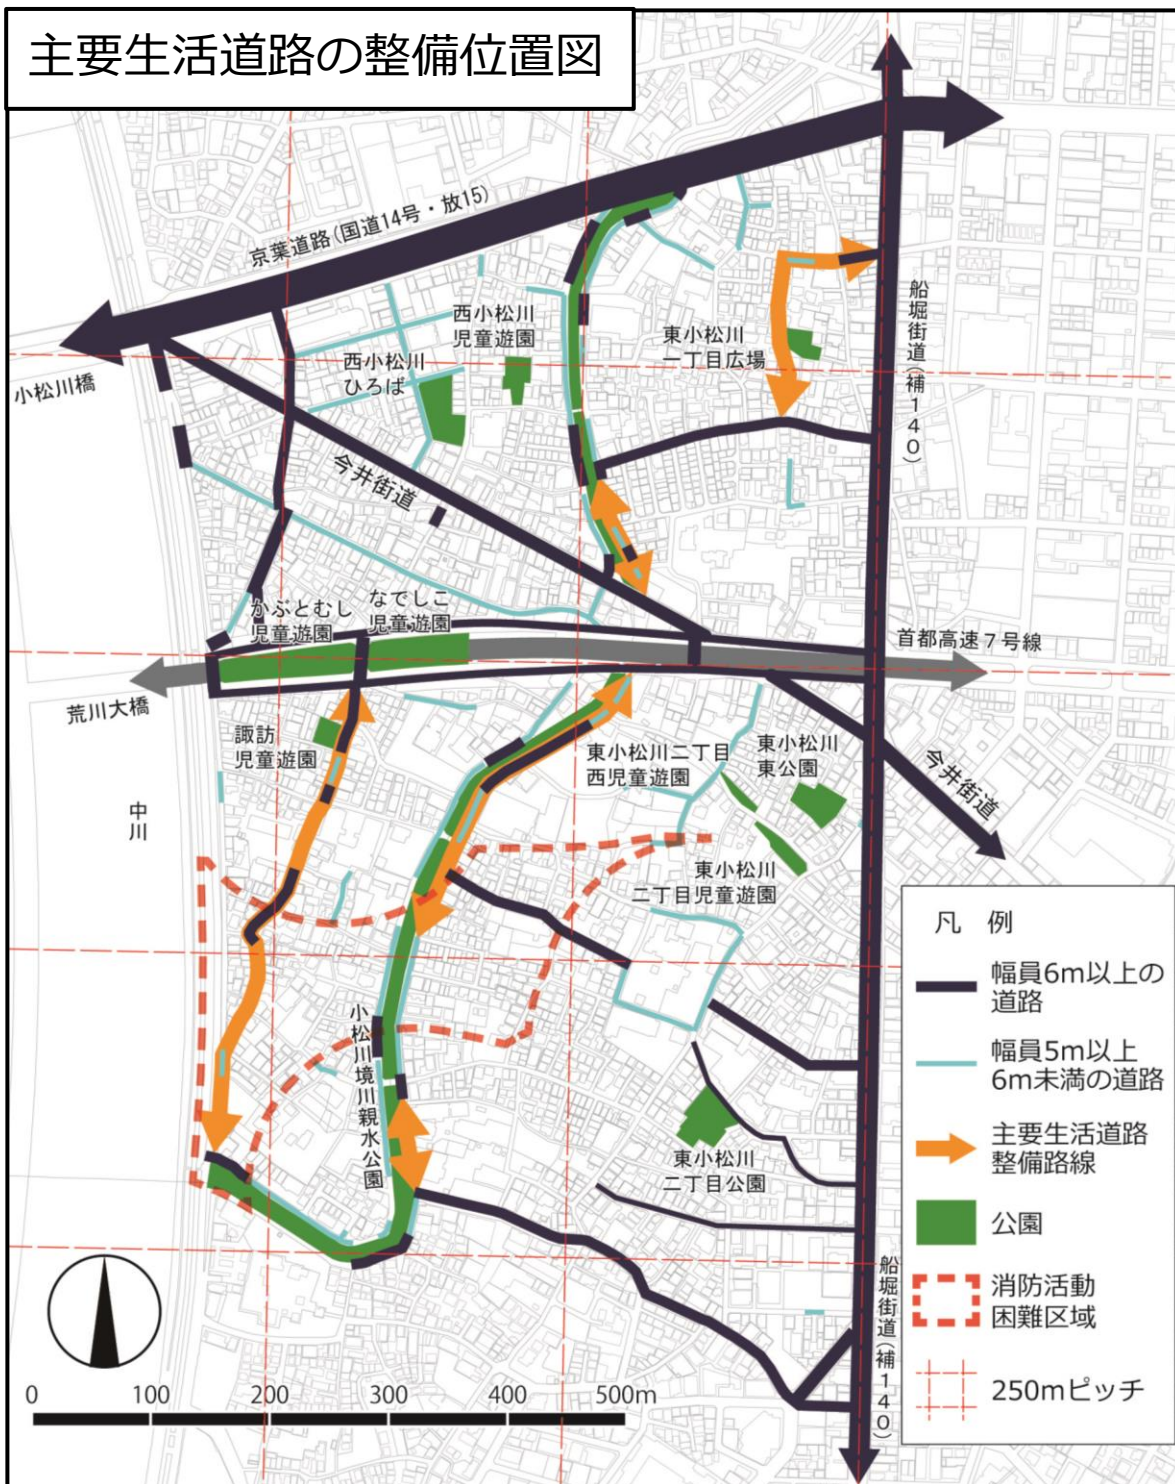 主要生活道路の整備位置図
京葉道路(国道14号・放15)
小松川橋
西小松川
児童遊園
西小松川
ひろば
東小松川
一丁目広場
船堀街道(補140)
今井街道
かぶとむし
児童遊園
なでしこ
児童遊園
首都高速7号線
荒川大橋
諏訪
児童遊園
東小松川二丁目
西児童遊園
東小松川
東公園
今井街道
中川
東小松川
二丁目児童遊園
小松川境川親水公園
東小松川
二丁目公園
船堀街道(補140)
凡 例
幅員6m以上の
道路
幅員5m以上
6m未満の道路
主要生活道路
整備路線
公園
消防活動
困難区域
250mピッチ
0 100 200 300 400 500m